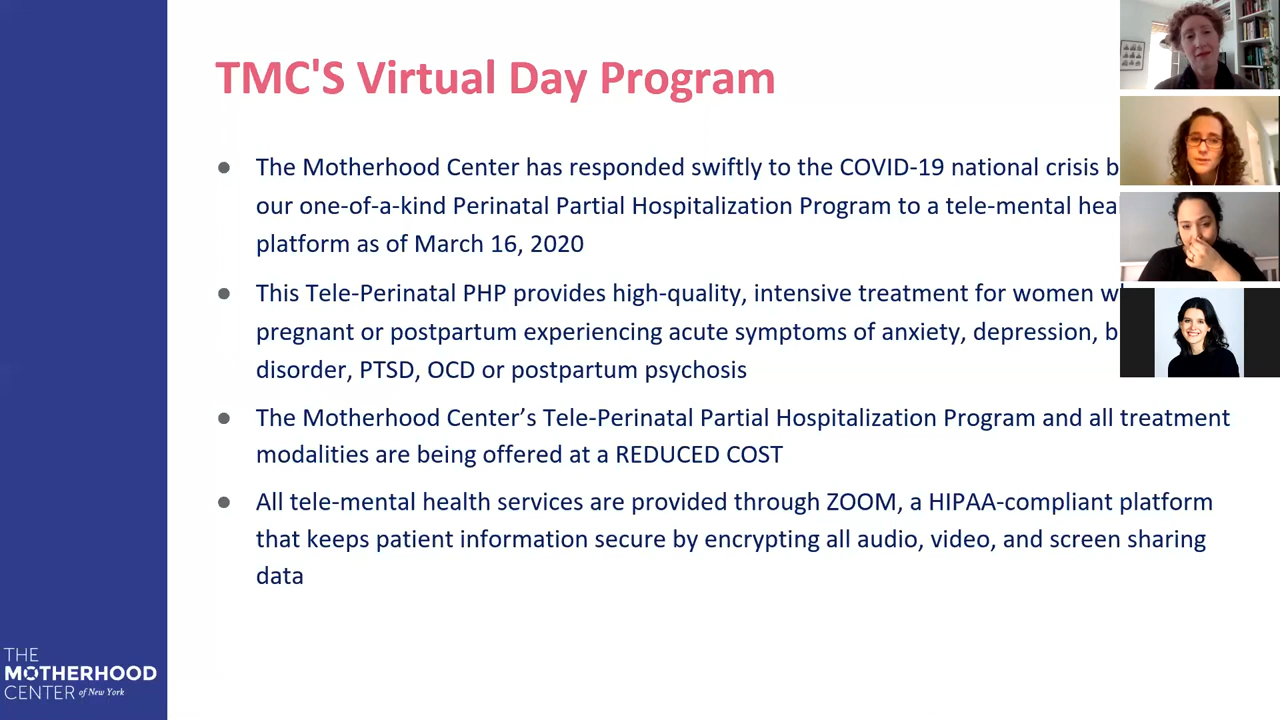 TMC'S Virtual Day Program
● The Motherhood Center has responded swiftly to the COVID-19 national crisis
our one-of-a-kind Perinatal Partial Hospitalization Program to a tele-mental
platform as of March 16, 2020
● This Tele-Perinatal PHP provides high-quality, intensive treatment for women
pregnant or postpartum experiencing acute symptoms of anxiety, depression,
disorder, PTSD, OCD or postpartum psychosis
● The Motherhood Center’s Tele-Perinatal Partial Hospitalization Program and all treatment
modalities are being offered at a REDUCED COST
● All tele-mental health services are provided through ZOOM, a HIPAA-compliant platform
that keeps patient information secure by encrypting all audio, video, and screen sharing
data
THE
MOTHERHOOD
CENTER of New York